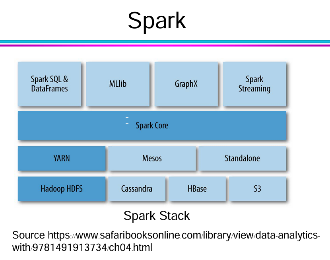 Spark
Spark SQL &
DataFrames
MLlib
GraphX
Spark
Streaming
Spark Core
YARN
Mesos
Standalone
Hadoop HDFS
Cassandra
HBase
S3
Spark Stack
Source https//www.safaribooksonline.com/library/view/data-analytics-
with/9781491913734/ch04.html